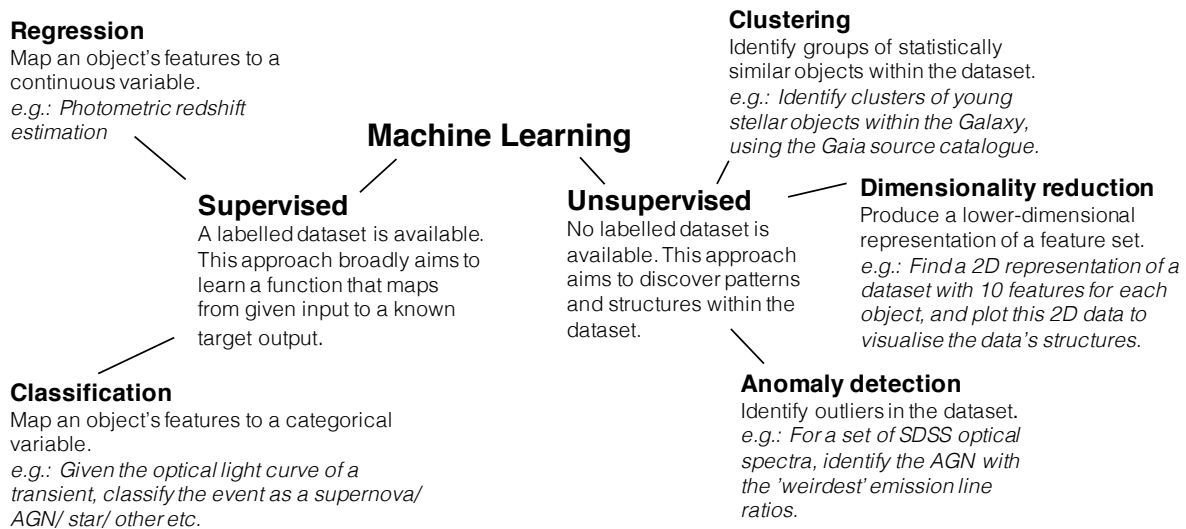 Machine Learning
Supervised
A labelled dataset is available.
This approach broadly aims to
learn a function that maps
from given input to a known
target output.
Regression
Map an object's features to a
continuous variable.
e.g.: Photometric redshift
estimation
Classification
Map an object's features to a categorical
variable.
e.g.: Given the optical light curve of a
transient, classify the event as a supernova/
AGN/ star/ other etc.
Unsupervised
No labelled dataset is
available. This approach
aims to discover patterns
and structures within the
dataset.
Clustering
Identify groups of statistically
similar objects within the dataset.
e.g.: Identify clusters of young
stellar objects within the Galaxy,
using the Gaia source catalogue.
Dimensionality reduction
Produce a lower-dimensional
representation of a feature set.
e.g.: Find a 2D representation of a
dataset with 10 features for each
object, and plot this 2D data to
visualise the data's structures.
Anomaly detection
Identify outliers in the dataset.
e.g.: For a set of SDSS optical
spectra, identify the AGN with
the 'weirdest' emission line
ratios.